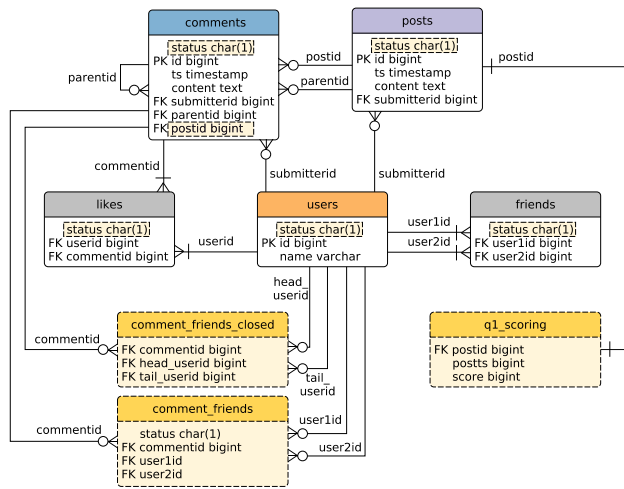 comments
status char(1)
PK id bigint
ts timestamp
content text
FK submitterid bigint
FK parentid bigint
FK postid bigint
posts
status char(1)
PK id bigint
ts timestamp
content text
FK submitterid bigint
postid
parentid
postid
parentid
commentid
submitterid
submitterid
likes
status char(1)
FK userid bigint
FK commentid bigint
userid
users
status char(1)
PK id bigint
name varchar
user1id
user2id
friends
status char(1)
FK user1id bigint
FK user2id bigint
head_
userid
commentid
comment_friends_closed
FK commentid bigint
FK head_userid bigint
FK tail_userid bigint
tail_
userid
q1_scoring
FK postid bigint
postts bigint
score bigint
commentid
comment_friends
status char(1)
FK commentid bigint
FK user1id
FK user2id
user1id
user2id